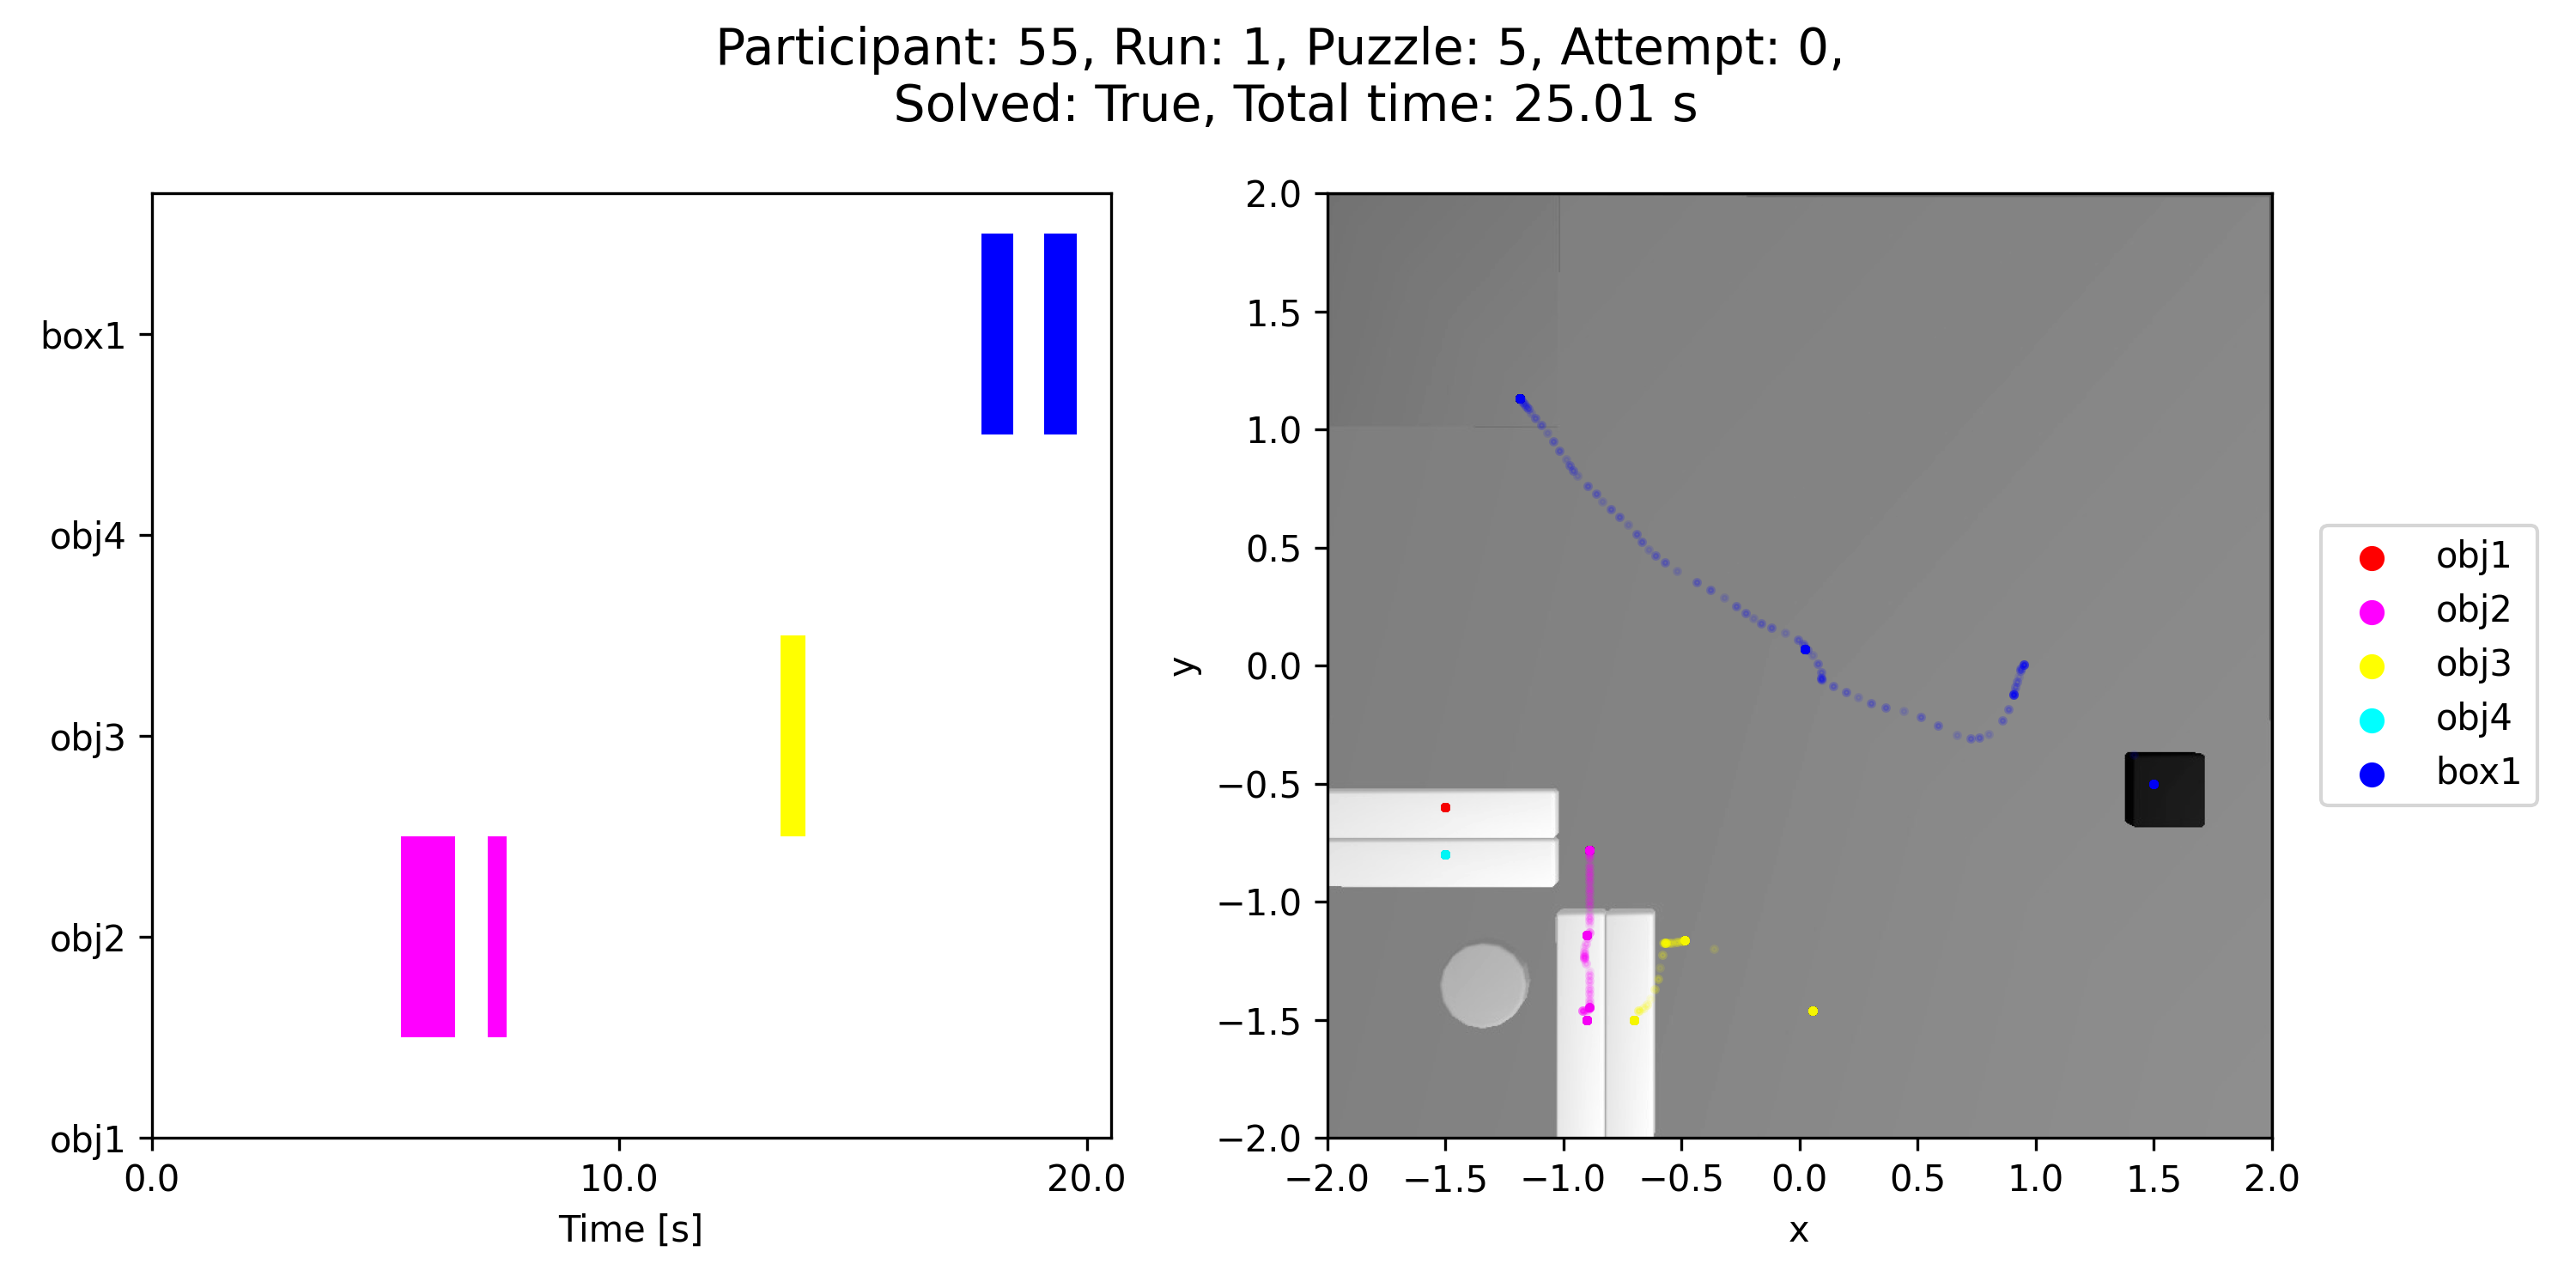 Participant: 55, Run: 1, Puzzle: 5, Attempt: 0,
Solved: True, Total time: 25.01 s
box1
obj4
obj3
obj2
obj1
0.0
10.0
20.0
Time [s]
2.0
1.5
1.0
0.5
0.0
−0.5
−1.0
−1.5
−2.0
y
−2.0
−1.5
−1.0
−0.5
0.0
0.5
1.0
1.5
2.0
x
obj1
obj2
obj3
obj4
box1